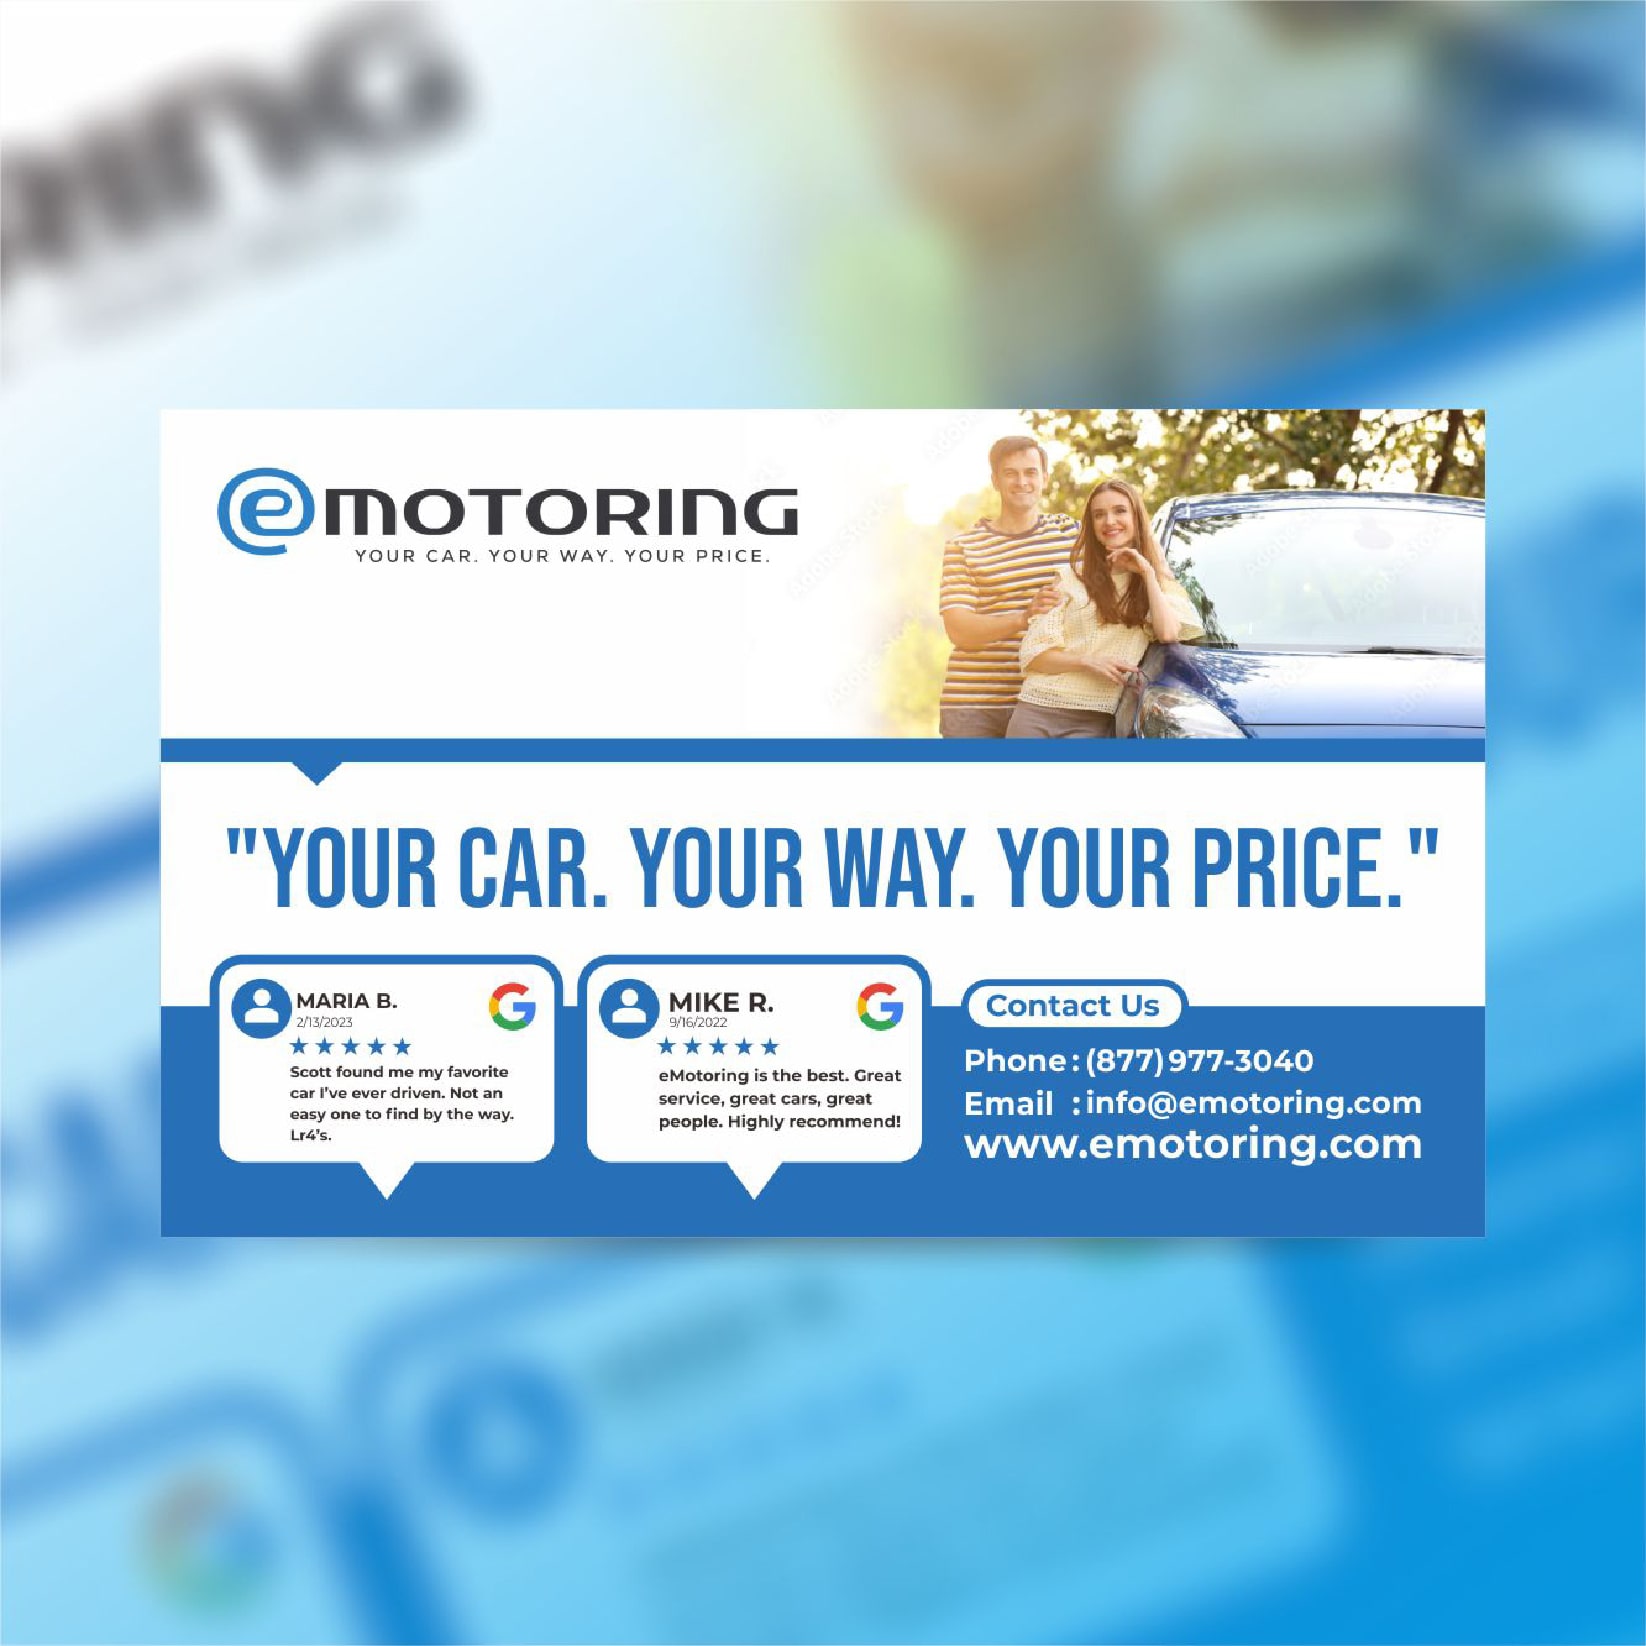 eMOTORING
YOUR CAR. YOUR WAY. YOUR PRICE.
Adobe Stock
"YOUR CAR. YOUR WAY. YOUR PRICE."
MARIA B.
2/13/2023
Scott found me my favorite
car I've ever driven. Not an
easy one to find by the way.
Lr4's.
G
MIKE R.
9/16/2022
eMotoring is the best. Great
service, great cars, great
people. Highly recommend!
G
Contact Us
Phone : (877) 977-3040
Email : info@emotoring.com
www.emotoring.com